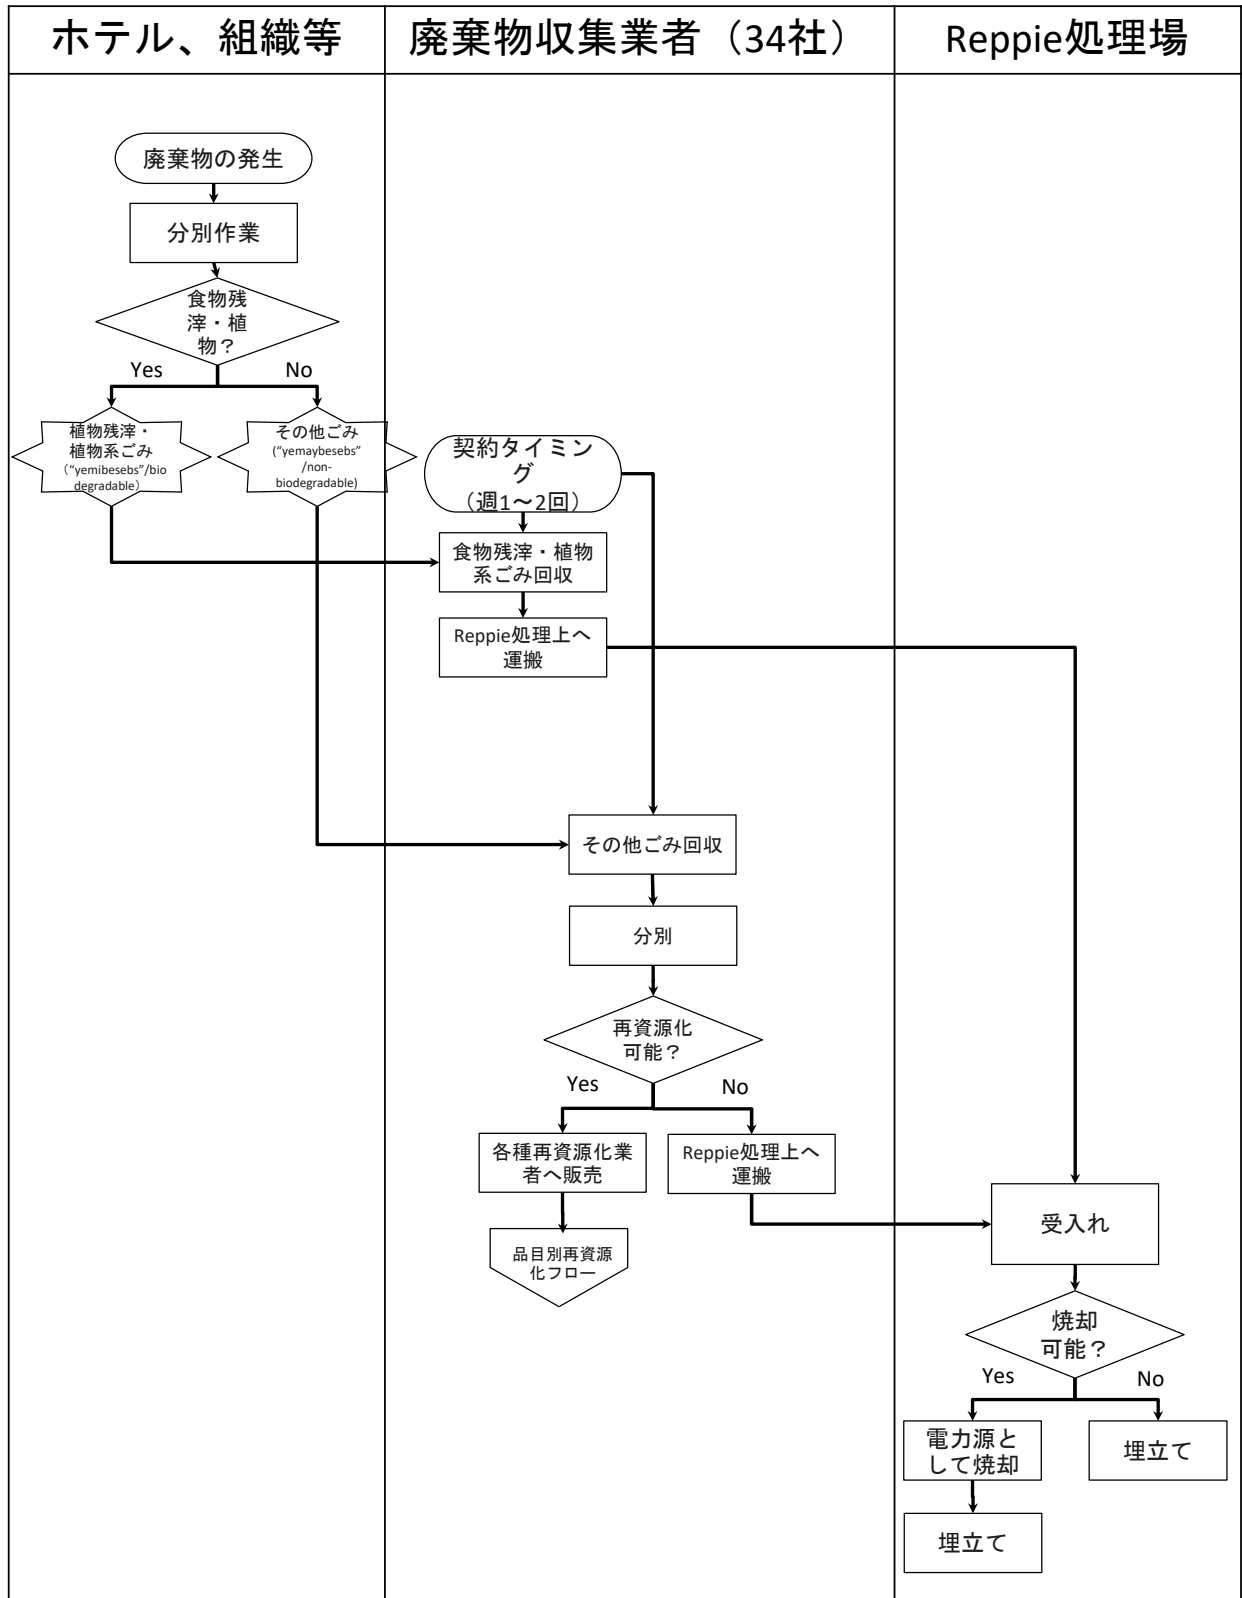 ホテル、組織等
廃棄物収集業者（34社）
Reppie処理場
廃棄物の発生
分別作業
食物残
滓・植
物？
Yes
No
植物残滓・
植物系ごみ
（“yemibesebs”/bio
degradable）
その他ごみ
(“yemaybesebs”
/non-
biodegradable)
契約タイミン
グ
（週1～2回）
食物残滓・植物
系ごみ回収
Reppie処理上へ
運搬
その他ごみ回収
分別
再資源化
可能？
Yes
No
各種再資源化業
者へ販売
Reppie処理上へ
運搬
品目別再資源
化フロー
受入れ
焼却
可能？
Yes
No
電力源と
して焼却
埋立て
埋立て